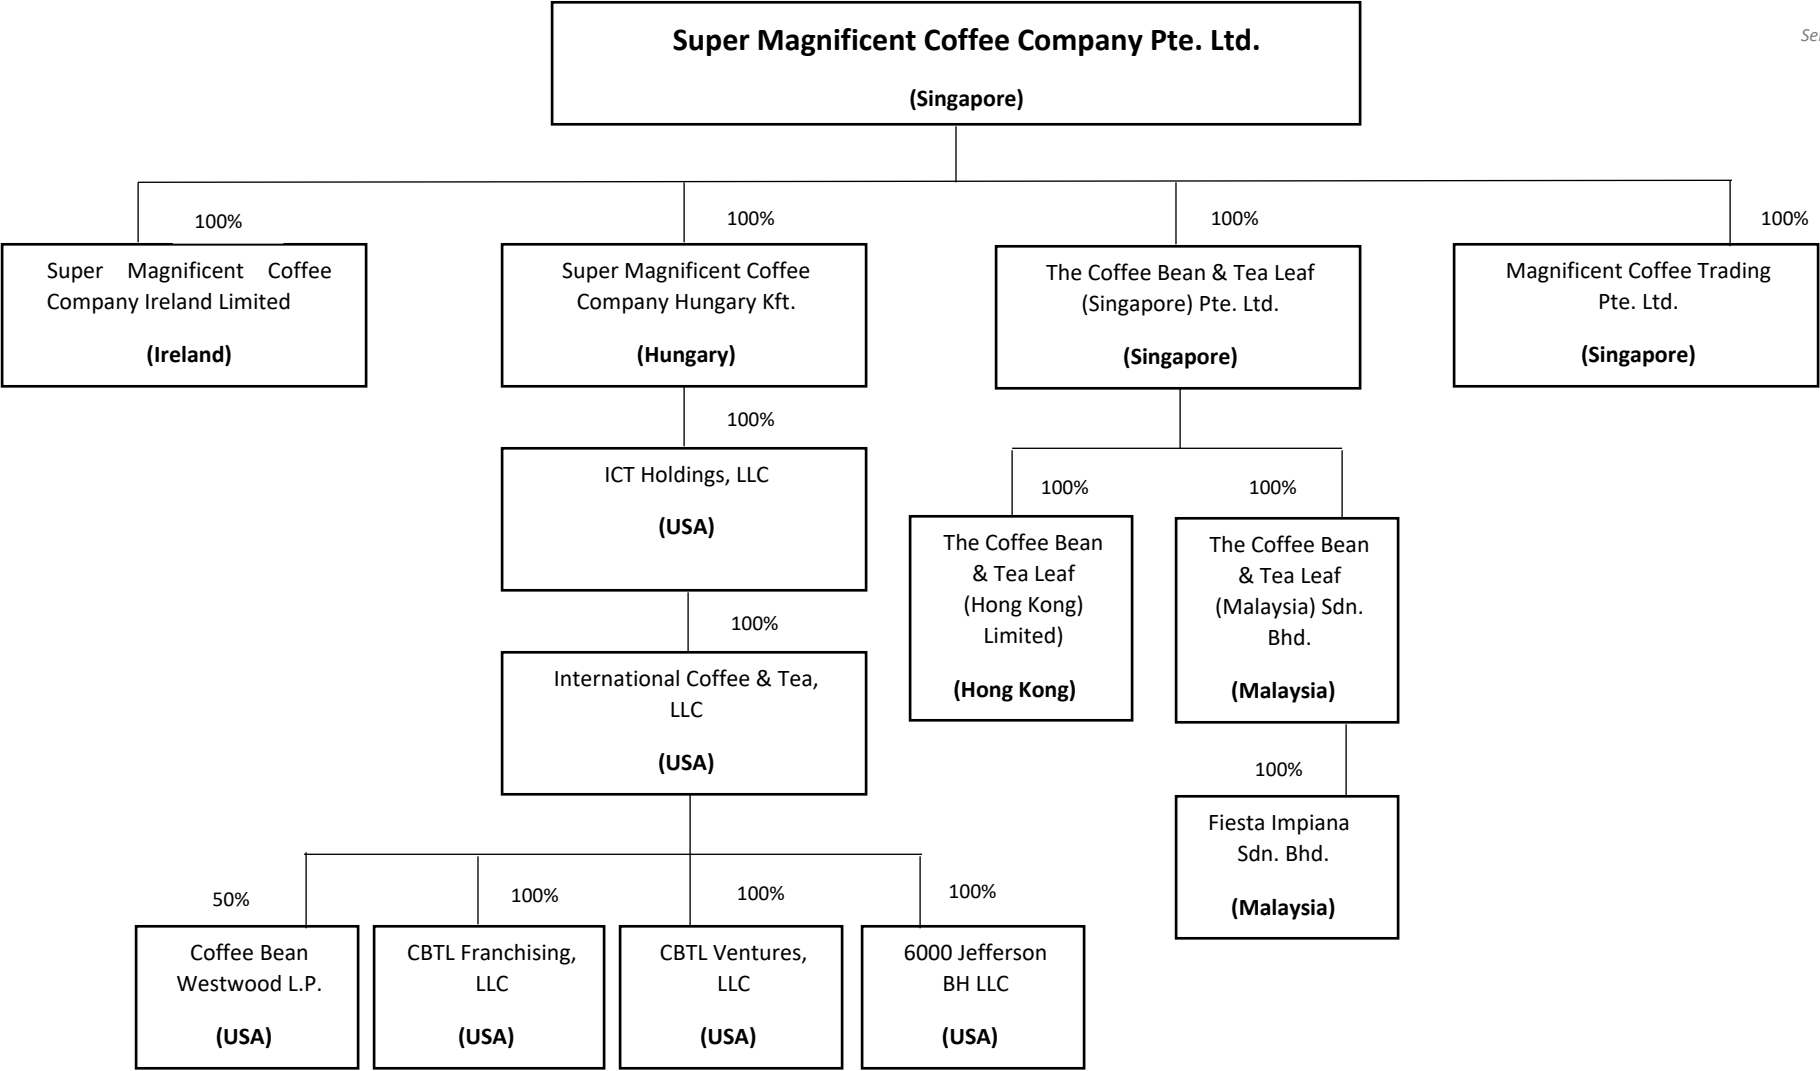 Super Magnificent Coffee Company Pte. Ltd.
(Singapore)
100%
100%
100%
100%
Super Magnificent Coffee
Company Ireland Limited
(Ireland)
Super Magnificent Coffee
Company Hungary Kft.
(Hungary)
The Coffee Bean & Tea Leaf
(Singapore) Pte. Ltd.
(Singapore)
Magnificent Coffee Trading
Pte. Ltd.
(Singapore)
100%
ICT Holdings, LLC
(USA)
100%
100%
The Coffee Bean
& Tea Leaf
(Hong Kong)
Limited)
(Hong Kong)
The Coffee Bean
& Tea Leaf
(Malaysia) Sdn.
Bhd.
(Malaysia)
100%
International Coffee & Tea,
LLC
(USA)
100%
Fiesta Impiana
Sdn. Bhd.
(Malaysia)
50%
100%
100%
100%
Coffee Bean
Westwood L.P.
(USA)
CBTL Franchising,
LLC
(USA)
CBTL Ventures,
LLC
(USA)
6000 Jefferson
BH LLC
(USA)